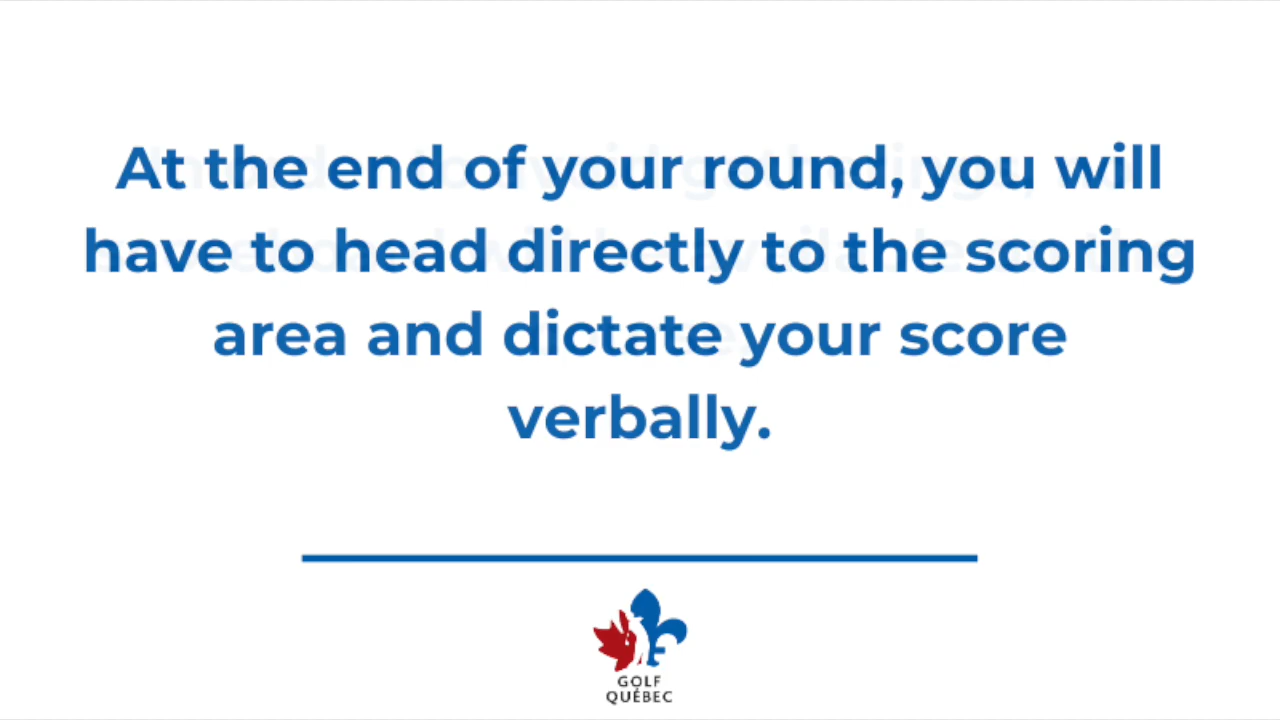 At the end of your round, you will
have to head directly to the scoring
area and dictate your score
verbally.
GOLF
QUÉBEC